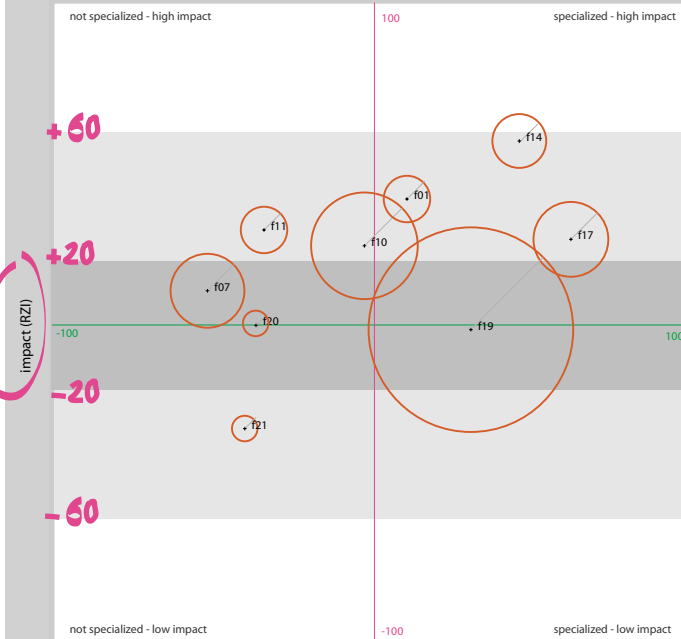 not specialized - high impact
100
specialized - high impact
+60
f14
f01
f11
f10
f17
+20
f07
impact (RZI)
f20
f19
-100
100
-20
f21
-60
not specialized - low impact
-100
specialized - low impact